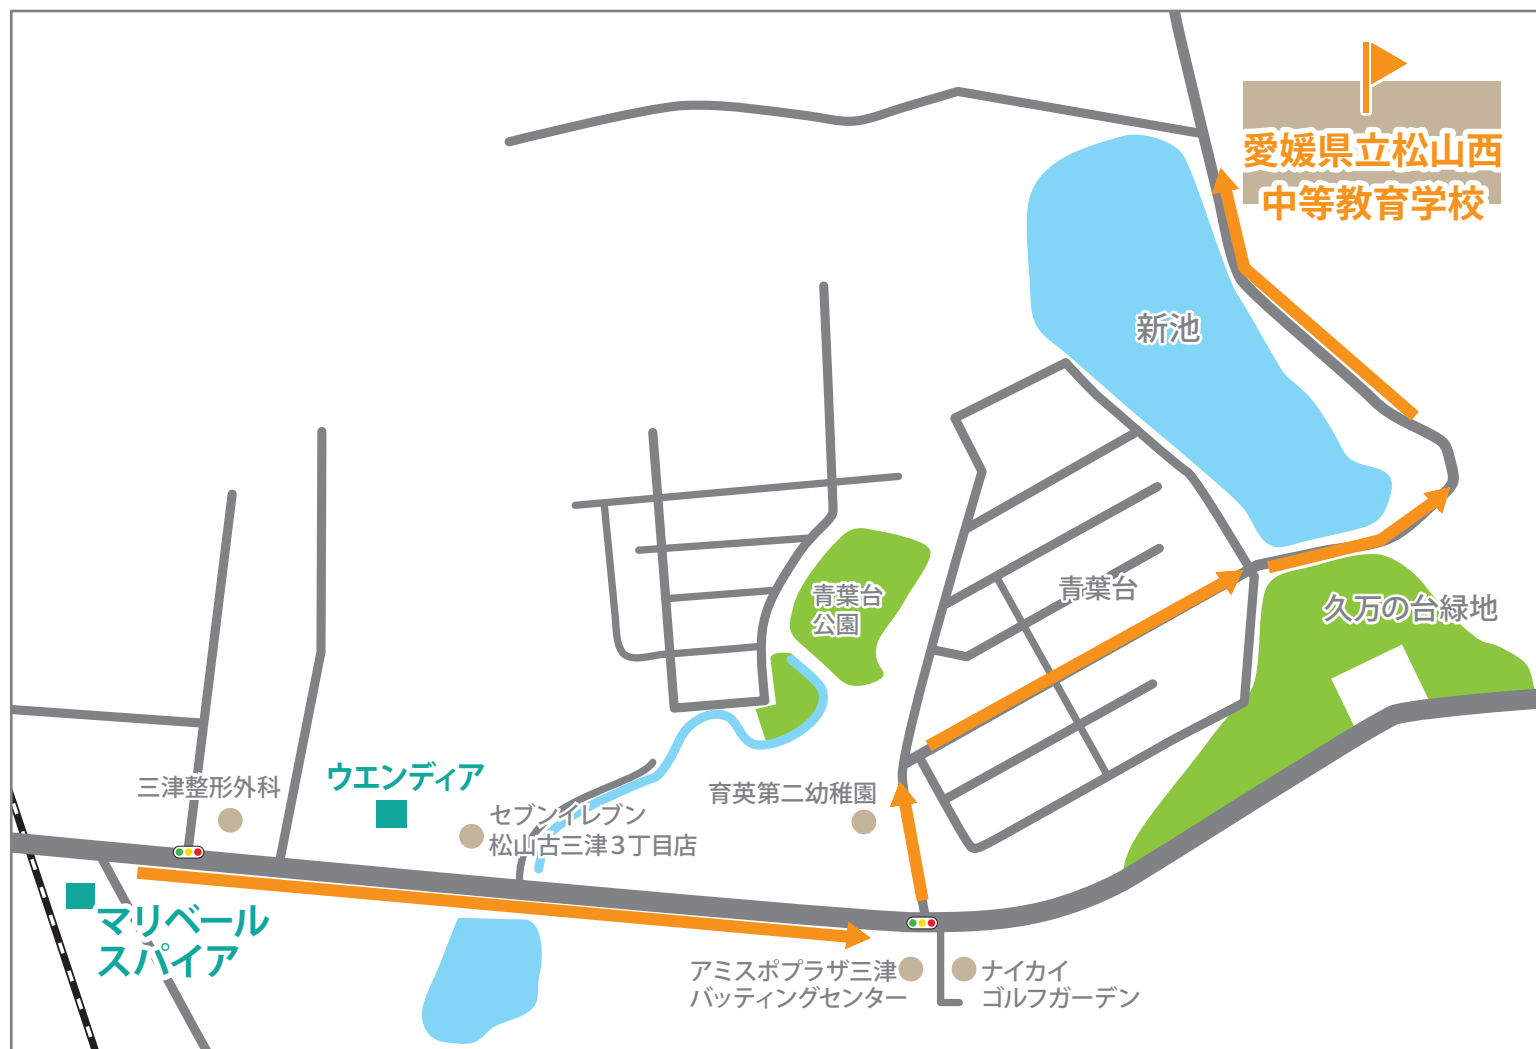 愛媛県立松山西
中等教育学校
新池
青葉台
公園
青葉台
久万の台緑地
三津整形外科
ウエンディア
セブンイレブン
松山古三津3丁目店
育英第二幼稚園
マリベール
スパイア
アミスポプラザ三津
バッティングセンター
ナイカイ
ゴルフガーデン